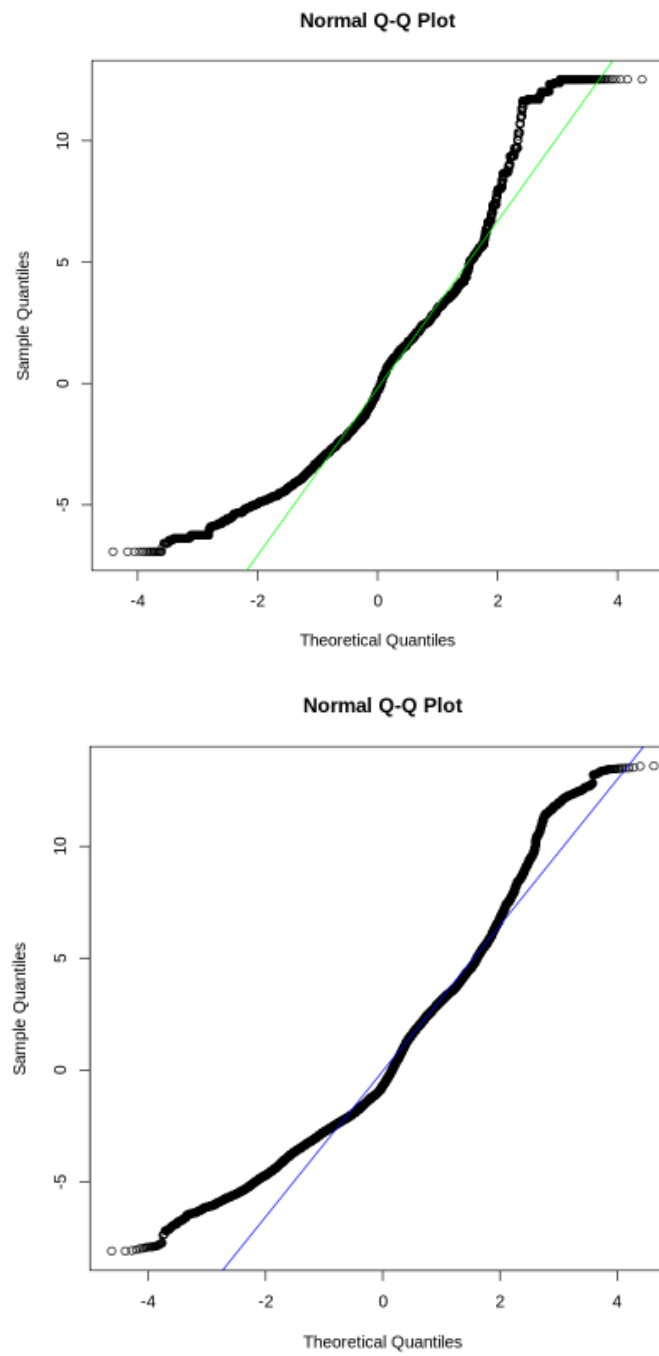 Normal Q-Q Plot
10
5
0
-5
Sample Quantiles
-4 -2 0 2 4
Theoretical Quantiles
Normal Q-Q Plot
10
5
0
-5
Sample Quantiles
-4 -2 0 2 4
Theoretical Quantiles